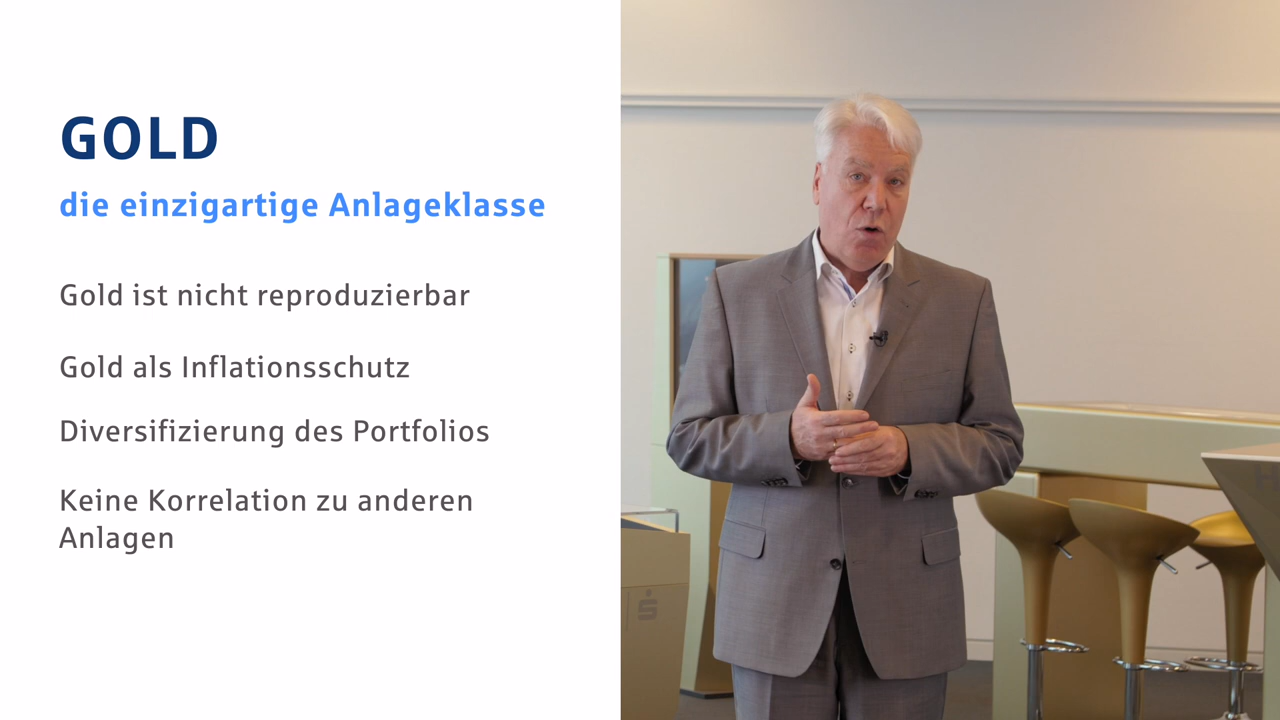 GOLD
die einzigartige Anlageklasse
Gold ist nicht reproduzierbar
Gold als Inflationsschutz
Diversifizierung des Portfolios
Keine Korrelation zu anderen
Anlagen